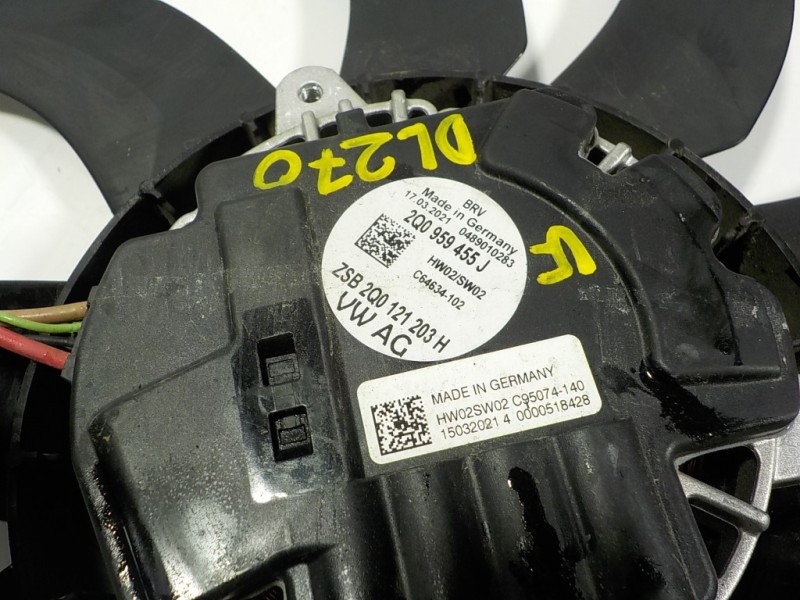 DL270
F
BRV
Made in Germany
17.03.2021 0489010283
2Q0 959 455 J
HW02/SW02
C64634-102
ZSB 2Q0 121 203 H
VW AG
MADE IN GERMANY
HW02SW02 C95074-140
15032021 4 0000518428